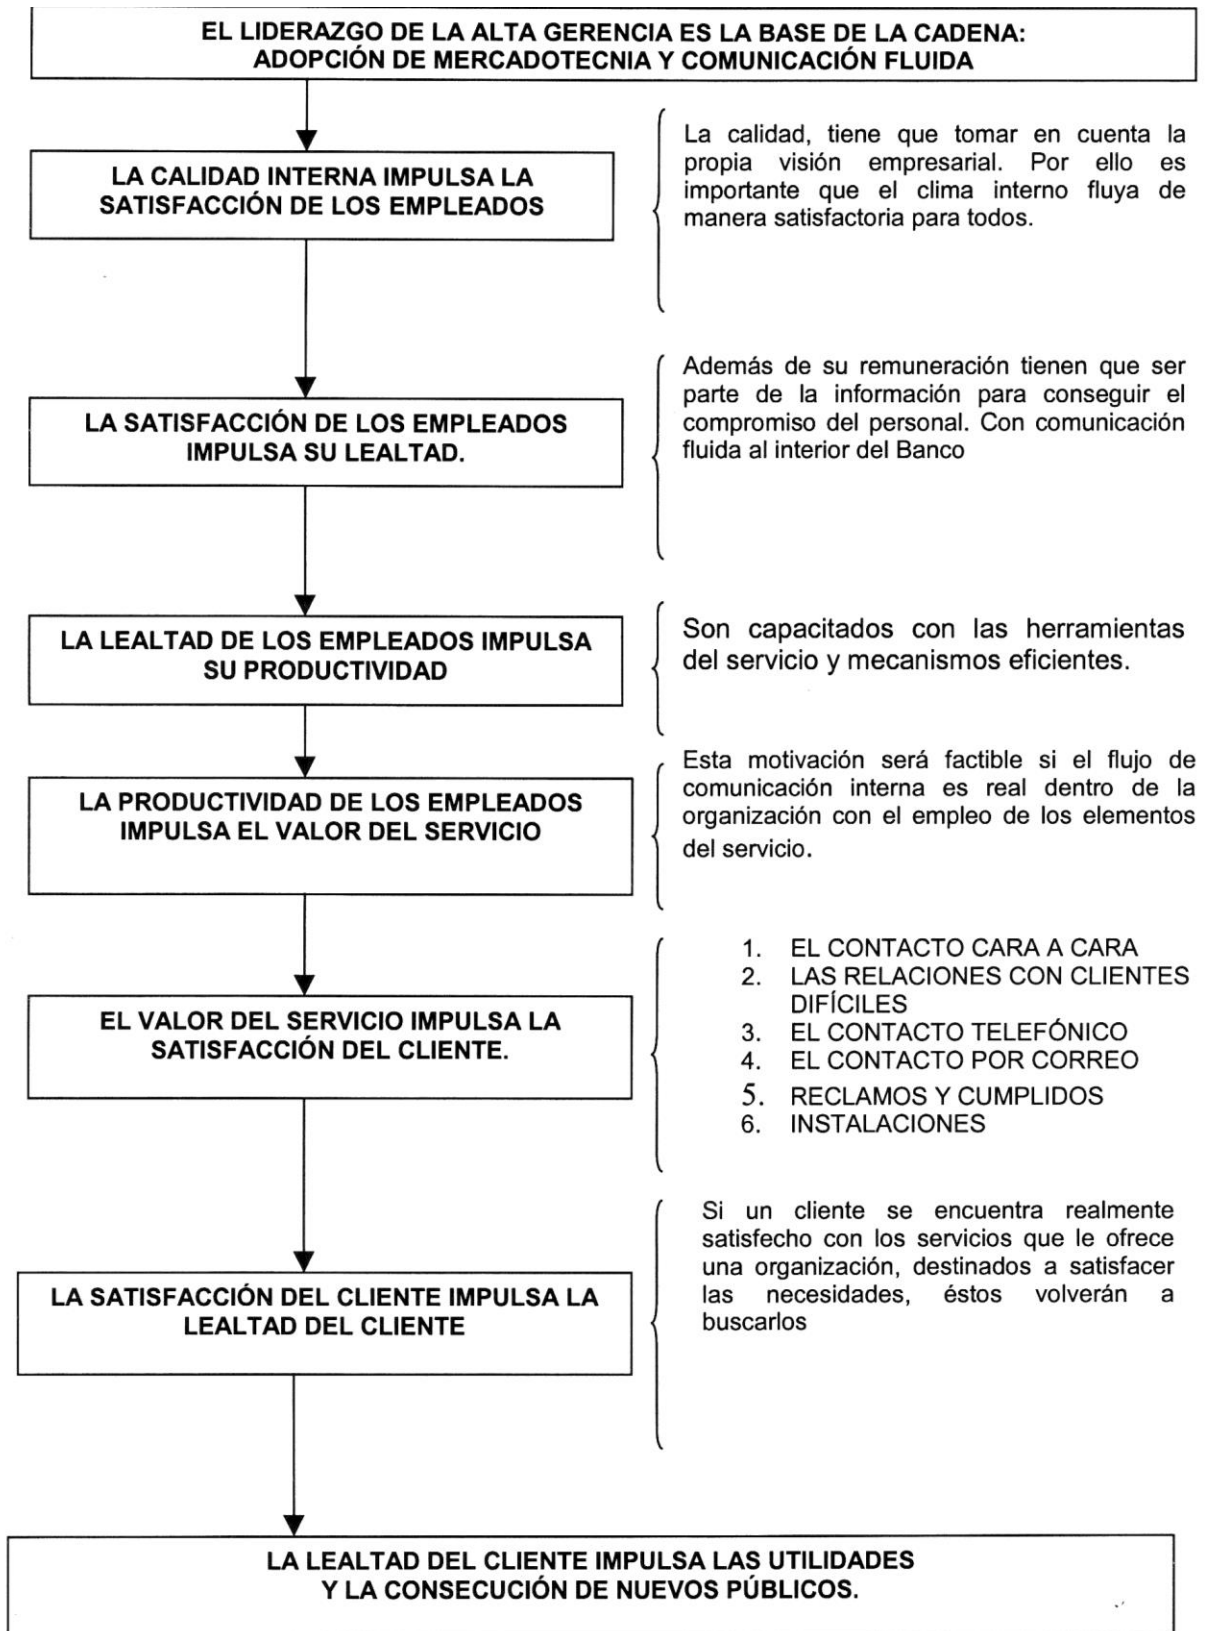 EL LIDERAZGO DE LA ALTA GERENCIA ES LA BASE DE LA CADENA:
ADOPCIÓN DE MERCADOTECNIA Y COMUNICACIÓN FLUIDA
LA CALIDAD INTERNA IMPULSA LA
SATISFACCIÓN DE LOS EMPLEADOS
La calidad, tiene que tomar en cuenta la
propia visión empresarial. Por ello es
importante que el clima interno fluya de
manera satisfactoria para todos.
LA SATISFACCIÓN DE LOS EMPLEADOS
IMPULSA SU LEALTAD.
Además de su remuneración tienen que ser
parte de la información para conseguir el
compromiso del personal. Con comunicación
fluida al interior del Banco
LA LEALTAD DE LOS EMPLEADOS IMPULSA
SU PRODUCTIVIDAD
Son capacitados con las herramientas
del servicio y mecanismos eficientes.
LA PRODUCTIVIDAD DE LOS EMPLEADOS
IMPULSA EL VALOR DEL SERVICIO
Esta motivación será factible si el flujo de
comunicación interna es real dentro de la
organización con el empleo de los elementos
del servicio.
EL VALOR DEL SERVICIO IMPULSA LA
SATISFACCIÓN DEL CLIENTE.
1. EL CONTACTO CARA A CARA
2. LAS RELACIONES CON CLIENTES
DIFÍCILES
3. EL CONTACTO TELEFÓNICO
4. EL CONTACTO POR CORREO
5. RECLAMOS Y CUMPLIDOS
6. INSTALACIONES
LA SATISFACCIÓN DEL CLIENTE IMPULSA LA
LEALTAD DEL CLIENTE
Si un cliente se encuentra realmente
satisfecho con los servicios que le ofrece
una organización, destinados a satisfacer
las necesidades, éstos volverán a
buscarlos
LA LEALTAD DEL CLIENTE IMPULSA LAS UTILIDADES
Y LA CONSECUCIÓN DE NUEVOS PÚBLICOS.